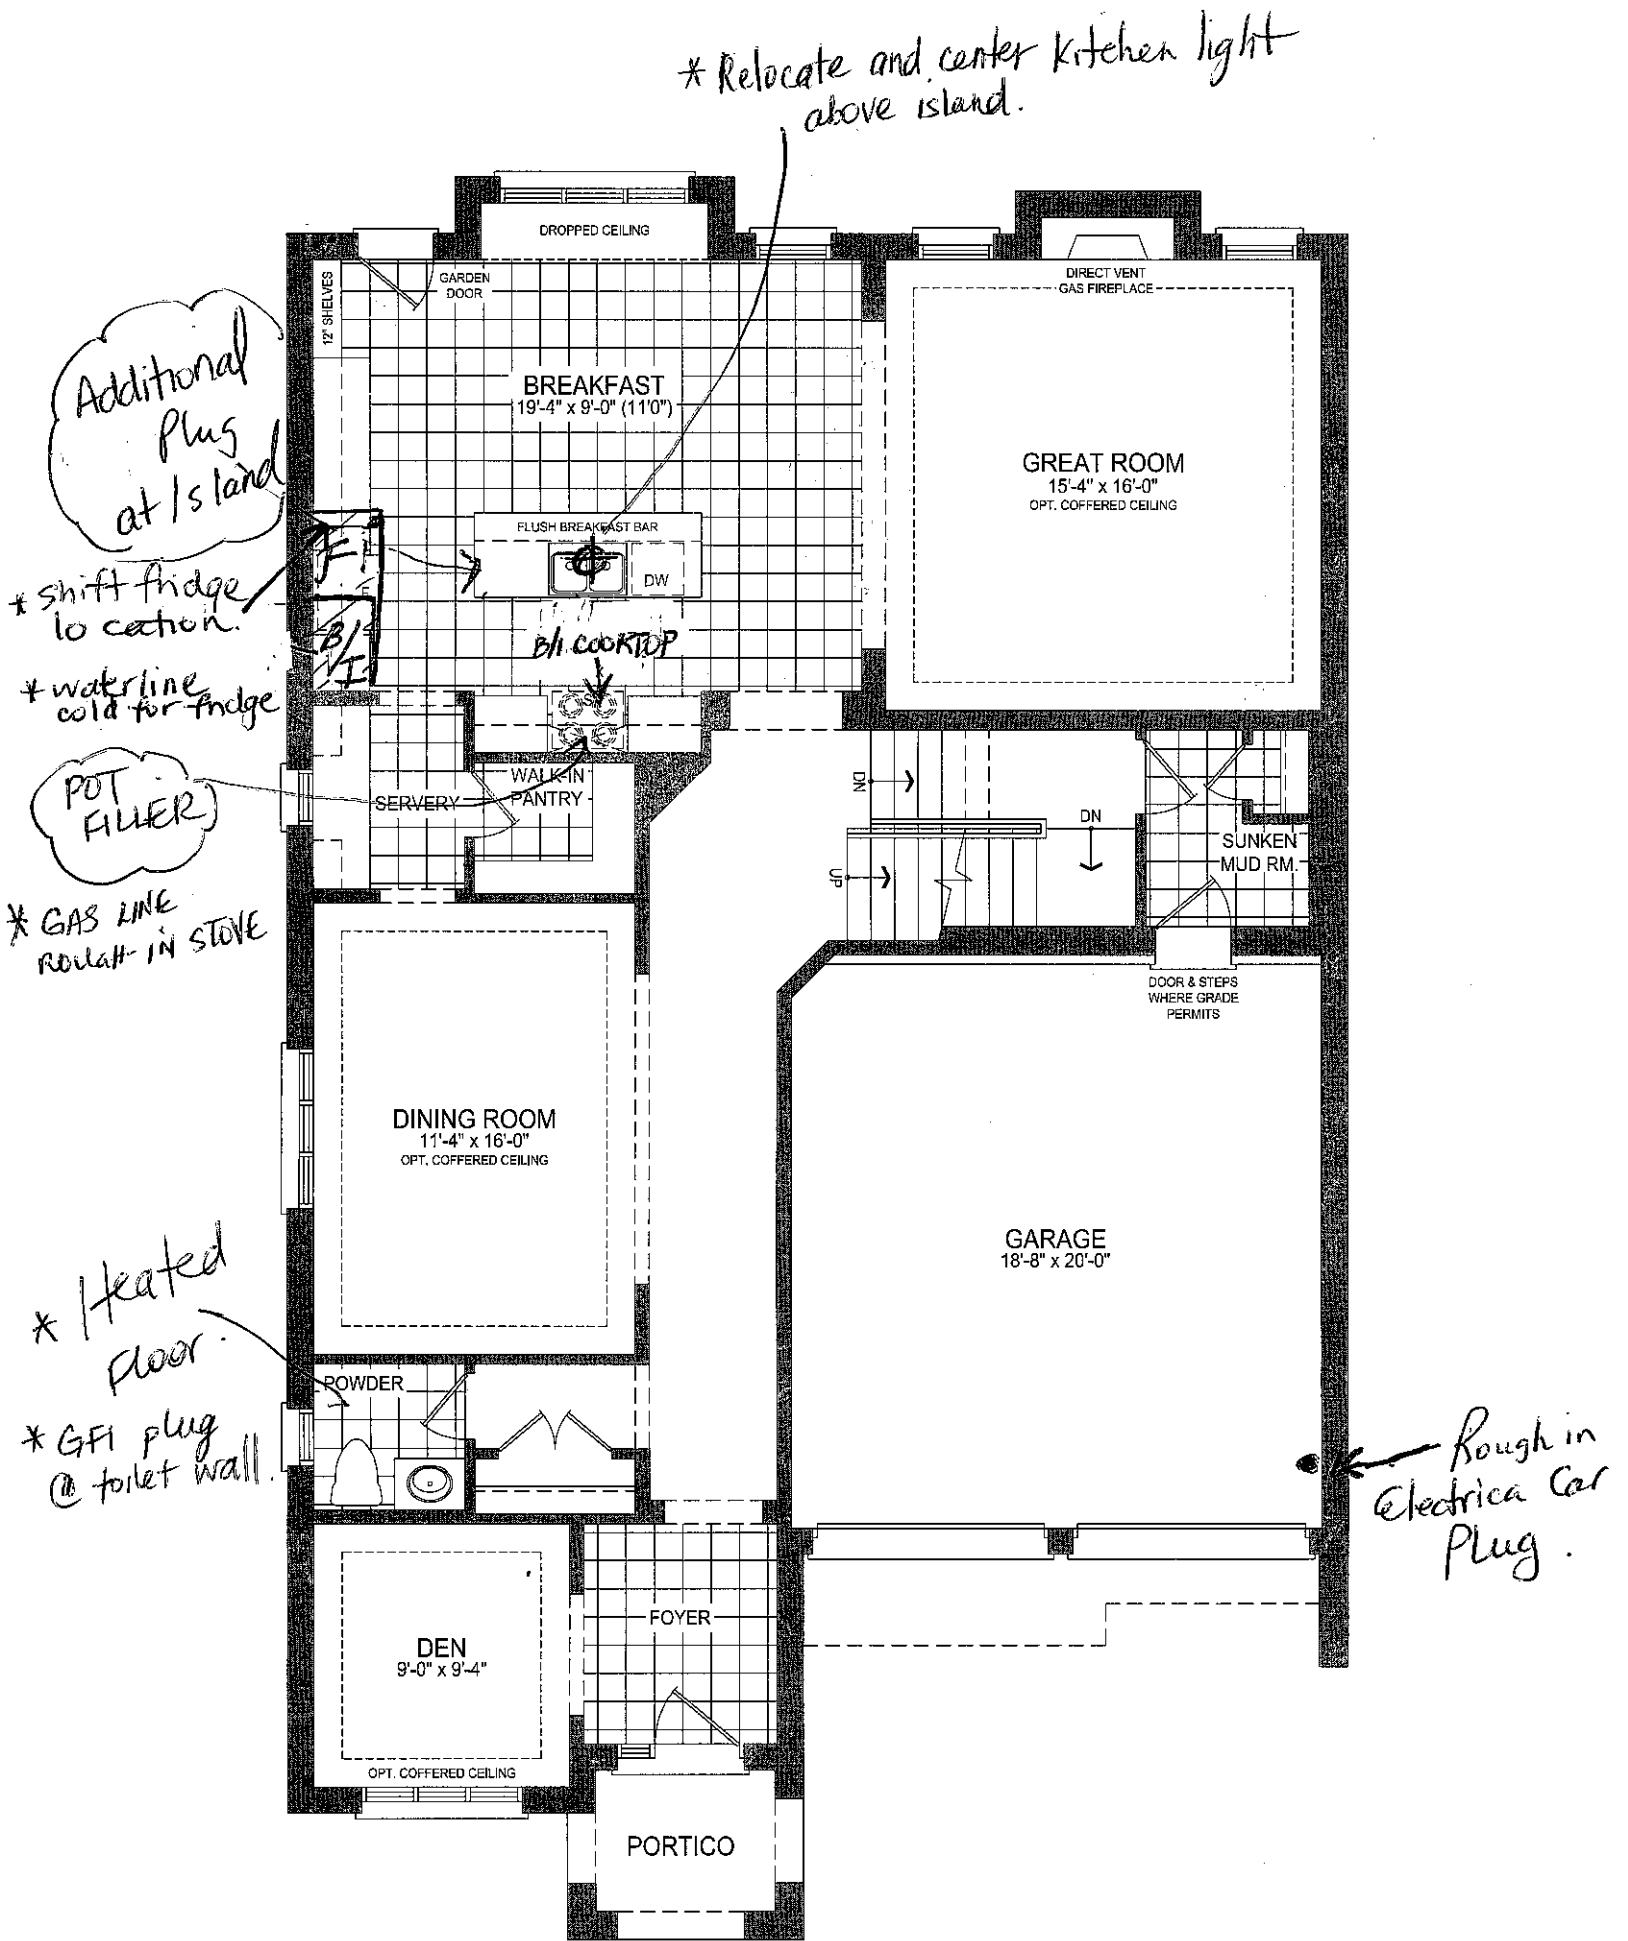 * Relocate and center Kitchen light
above island.
DROPPED CEILING
GARDEN
DOOR
12" SHELVES
DIRECT VENT
GAS FIREPLACE
Additional
Plug
at Island
BREAKFAST
19'-4" x 9'-0" (11'0")
GREAT ROOM
15'-4" x 16'-0"
OPT. COFFERED CEILING
FLUSH BREAKFAST BAR
F
DW
* shift fridge
location.
B/I
B/I COOKTOP
* waterline
cold for fridge
POT
FILLER
SERVERY
WALK-IN
PANTRY
DN
DN
UP
SUNKEN
MUD RM.
* GAS LINE
ROUGH-IN STOVE
DOOR & STEPS
WHERE GRADE
PERMITS
DINING ROOM
11'-4" x 16'-0"
OPT. COFFERED CEILING
GARAGE
18'-8" x 20'-0"
* Heated
Floor.
POWDER
* GFI plug
@ toilet wall.
Rough in
Electrica Car
Plug.
FOYER
DEN
9'-0" x 9'-4"
OPT. COFFERED CEILING
PORTICO